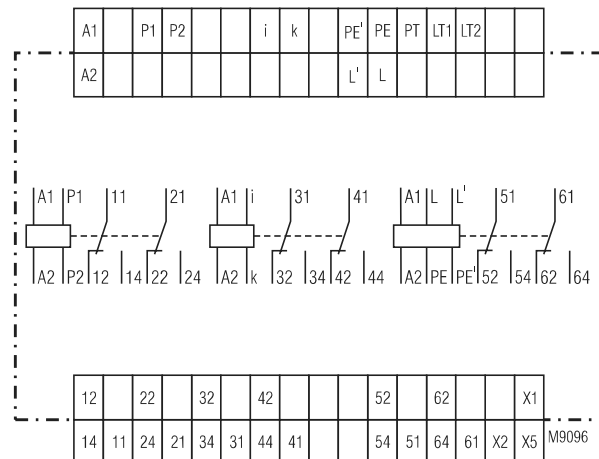 A1 P1 P2 i k PE' PE PT LT1 LT2
A2 L' L
A1 P1 11 21 A1 i 31 41 A1 L L' 51 61
A2 P2 12 14 22 24 A2 k 32 34 42 44 A2 PE PE' 52 54 62 64
12 22 32 42 52 62 X1
14 11 24 21 34 31 44 41 54 51 64 61 X2 X5 M9096